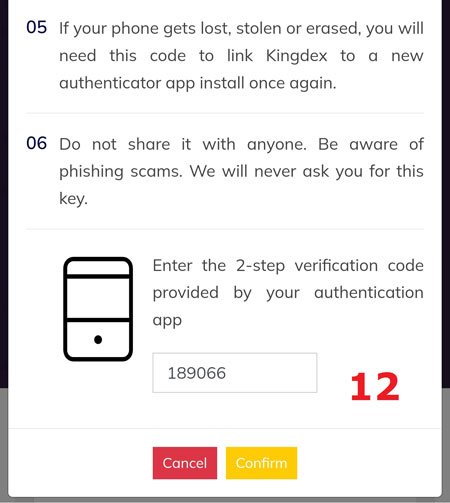 05 If your phone gets lost, stolen or erased, you will
need this code to link Kingdex to a new
authenticator app install once again.
06 Do not share it with anyone. Be aware of
phishing scams. We will never ask you for this
key.
Enter the 2-step verification code
provided by your authentication
app
189066
12
Cancel Confirm